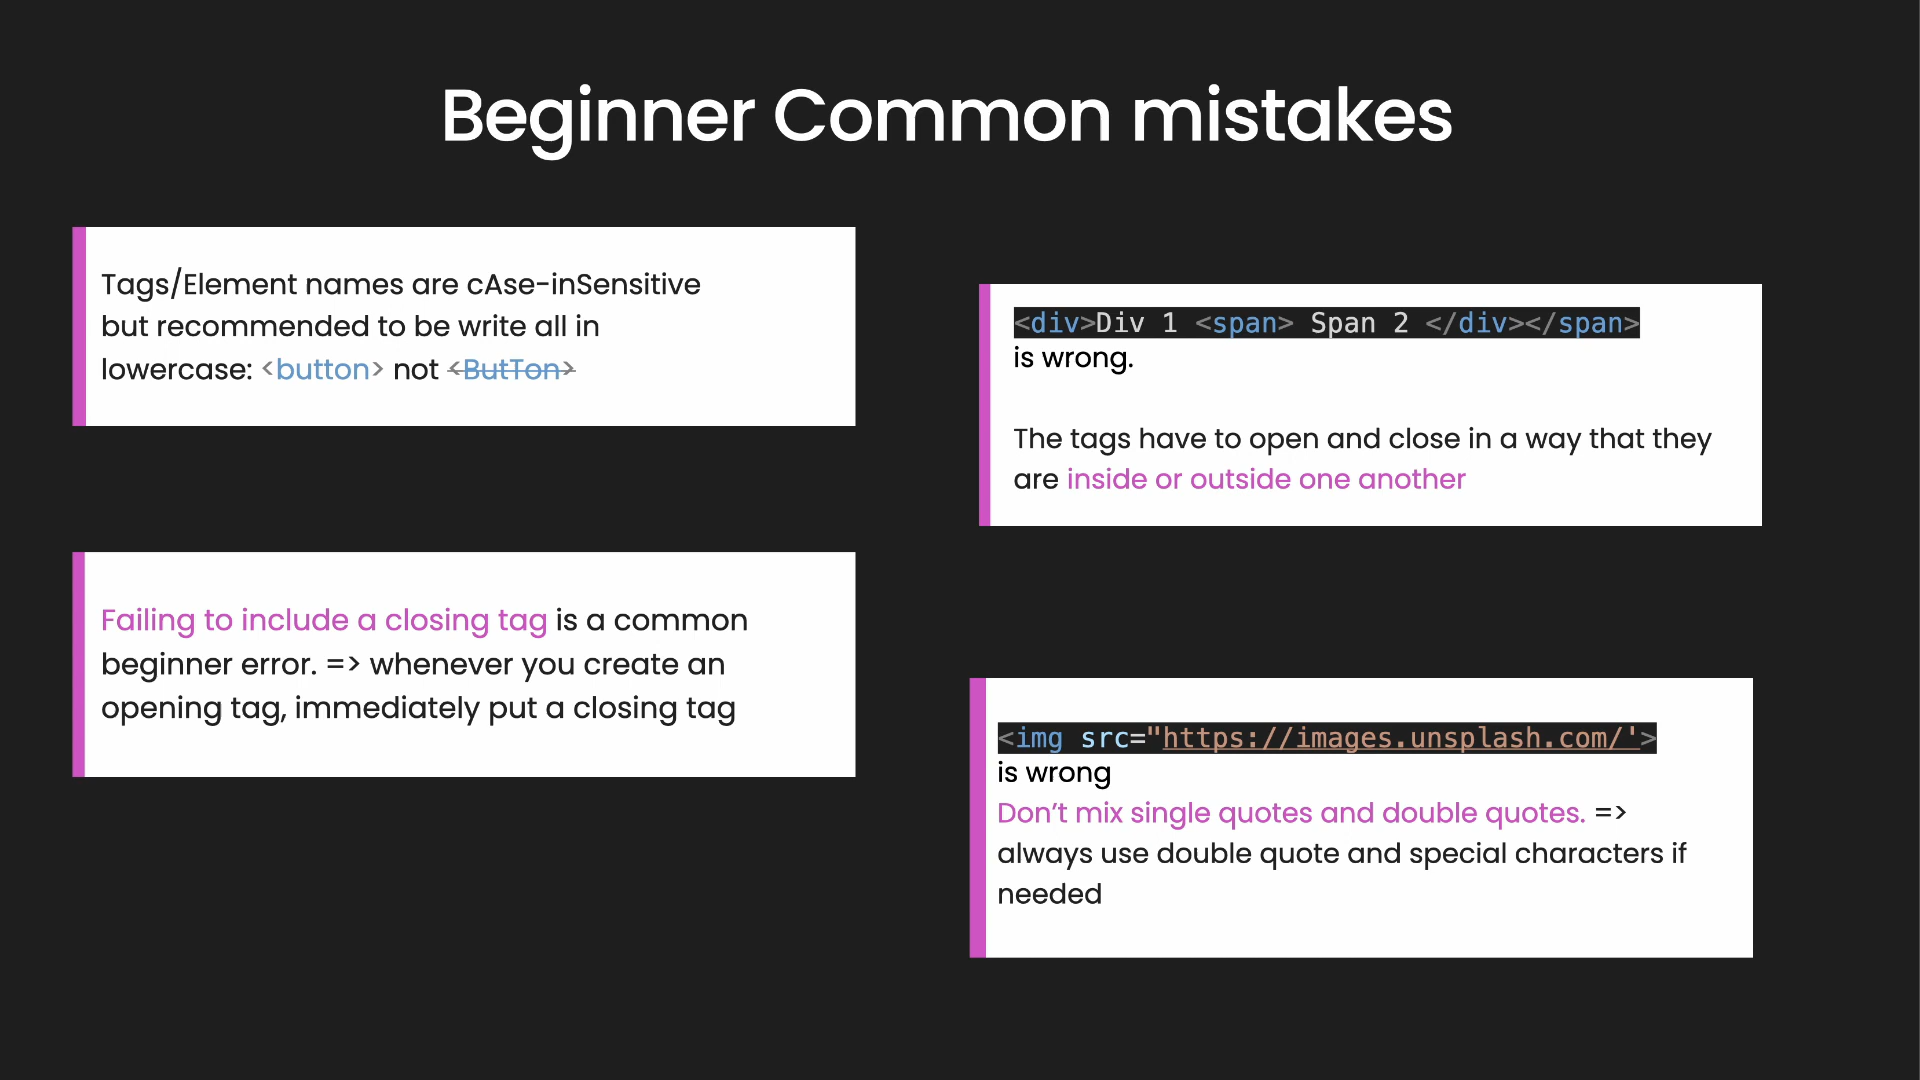 Beginner Common mistakes
Tags/Element names are cAse-inSensitive
but recommended to be write all in
lowercase: <button> not <ButTon>
Failing to include a closing tag is a common
beginner error. => whenever you create an
opening tag, immediately put a closing tag
<div>Div 1 <span> Span 2 </div></span>
is wrong.
The tags have to open and close in a way that they
are inside or outside one another
<img src="https://images.unsplash.com/'>
is wrong
Don’t mix single quotes and double quotes. =>
always use double quote and special characters if
needed